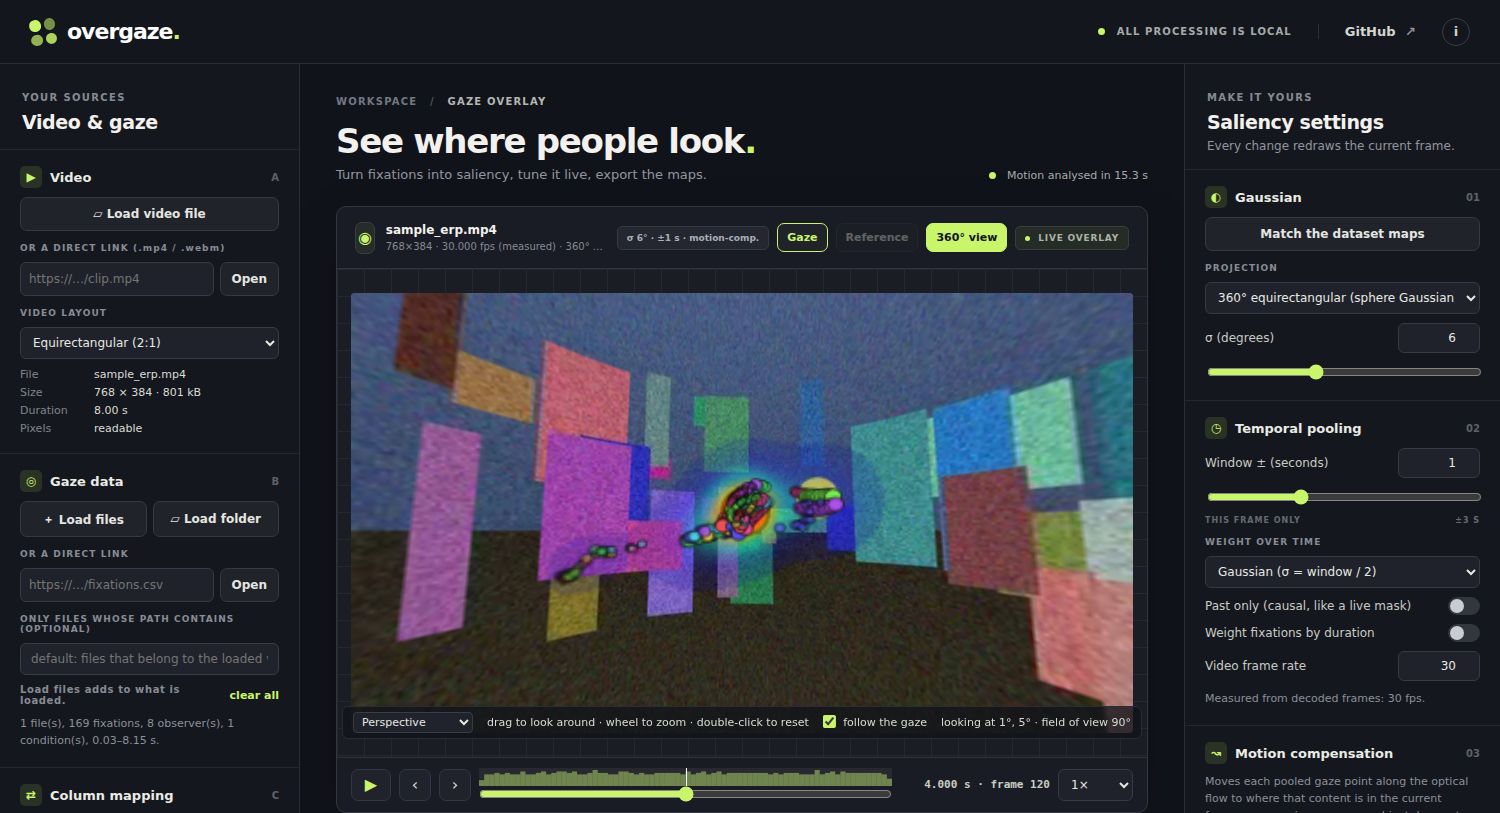 overgaze.
ALL PROCESSING IS LOCAL
GitHub ↗
i
YOUR SOURCES
Video & gaze
Video
A
Load video file
OR A DIRECT LINK (.mp4 / .webm)
https://.../clip.mp4
Open
VIDEO LAYOUT
Equirectangular (2:1)
File sample_erp.mp4
Size 768 × 384 · 801 kB
Duration 8.00 s
Pixels readable
Gaze data
B
+ Load files
Load folder
OR A DIRECT LINK
https://.../fixations.csv
Open
ONLY FILES WHOSE PATH CONTAINS
(OPTIONAL)
default: files that belong to the loaded
Load files adds to what is
loaded.
clear all
1 file(s), 169 fixations, 8 observer(s), 1
condition(s), 0.03–8.15 s.
Column mapping
C
WORKSPACE / GAZE OVERLAY
See where people look.
Turn fixations into saliency, tune it live, export the maps.
Motion analysed in 15.3 s
sample_erp.mp4
768×384 · 30.000 fps (measured) · 360° ...
σ 6° · ±1 s · motion-comp.
Gaze
Reference
360° view
LIVE OVERLAY
Perspective
drag to look around · wheel to zoom · double-click to reset
follow the gaze
looking at 1°, 5° · field of view 90°
4.000 s · frame 120
1×
MAKE IT YOURS
Saliency settings
Every change redraws the current frame.
Gaussian
01
Match the dataset maps
PROJECTION
360° equirectangular (sphere Gaussian
σ (degrees)
6
Temporal pooling
02
Window ± (seconds)
1
THIS FRAME ONLY
±3 S
WEIGHT OVER TIME
Gaussian (σ = window / 2)
Past only (causal, like a live mask)
Weight fixations by duration
Video frame rate
30
Measured from decoded frames: 30 fps.
Motion compensation
03
Moves each pooled gaze point along the optical
flow to where that content is in the current